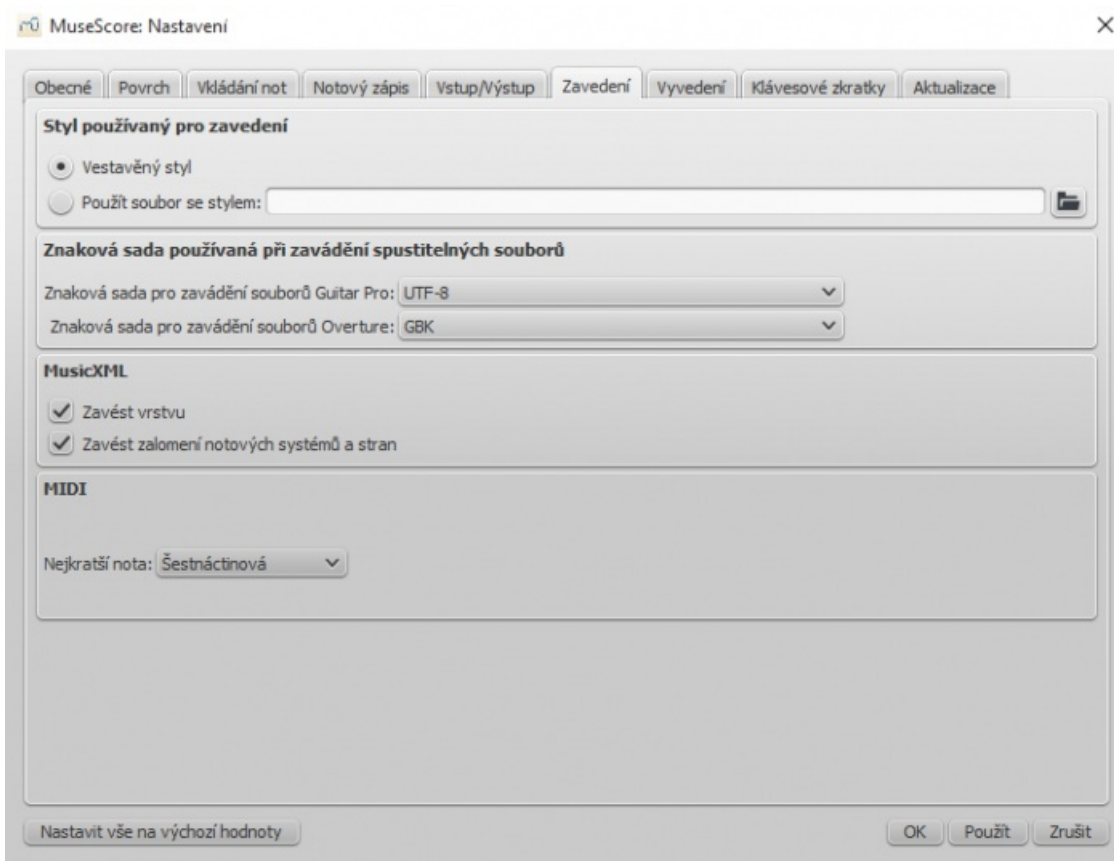 MuseScore: Nastavení
Obecné Povrch Vkládání not Notový zápis Vstup/Výstup Zavedení Vyvedení Klávesové zkratky Aktualizace
Styl používaný pro zavedení
Vestavěný styl
Použít soubor se stylem:
Znaková sada používaná při zavádění spustitelných souborů
Znaková sada pro zavádění souborů Guitar Pro: UTF-8
Znaková sada pro zavádění souborů Overture: GBK
MusicXML
Zavést vrstvu
Zavést zalomení notových systémů a stran
MIDI
Nejkratší nota: Šestnáctinová
Nastavit vše na výchozí hodnoty OK Použít Zrušit